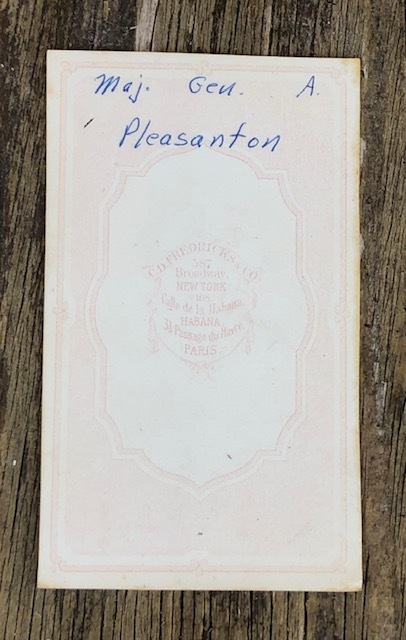 Maj. Gen. A.
Pleasanton
C.D. FREDRICKS & CO.
587
Broadway,
NEW YORK
108
Calle de la Habana,
HABANA
31 Passage du Havre,
PARIS